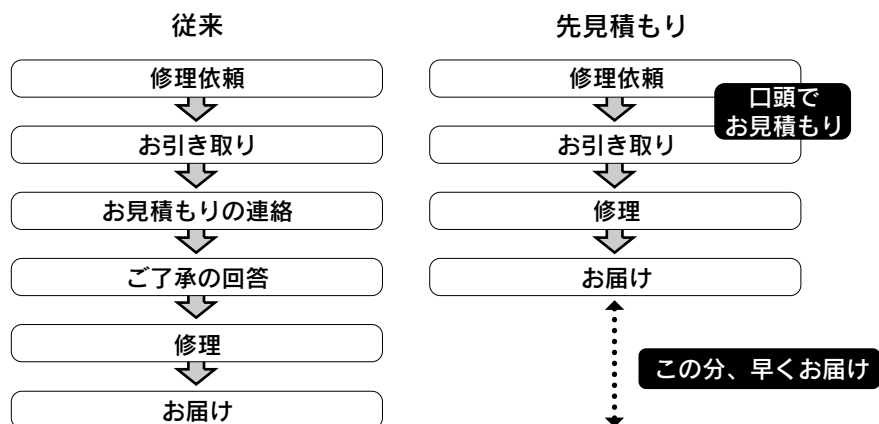 従来
修理依頼
お引き取り
お見積もりの連絡
ご了承の回答
修理
お届け
先見積もり
修理依頼
口頭で
お見積もり
お引き取り
修理
お届け
この分、早くお届け